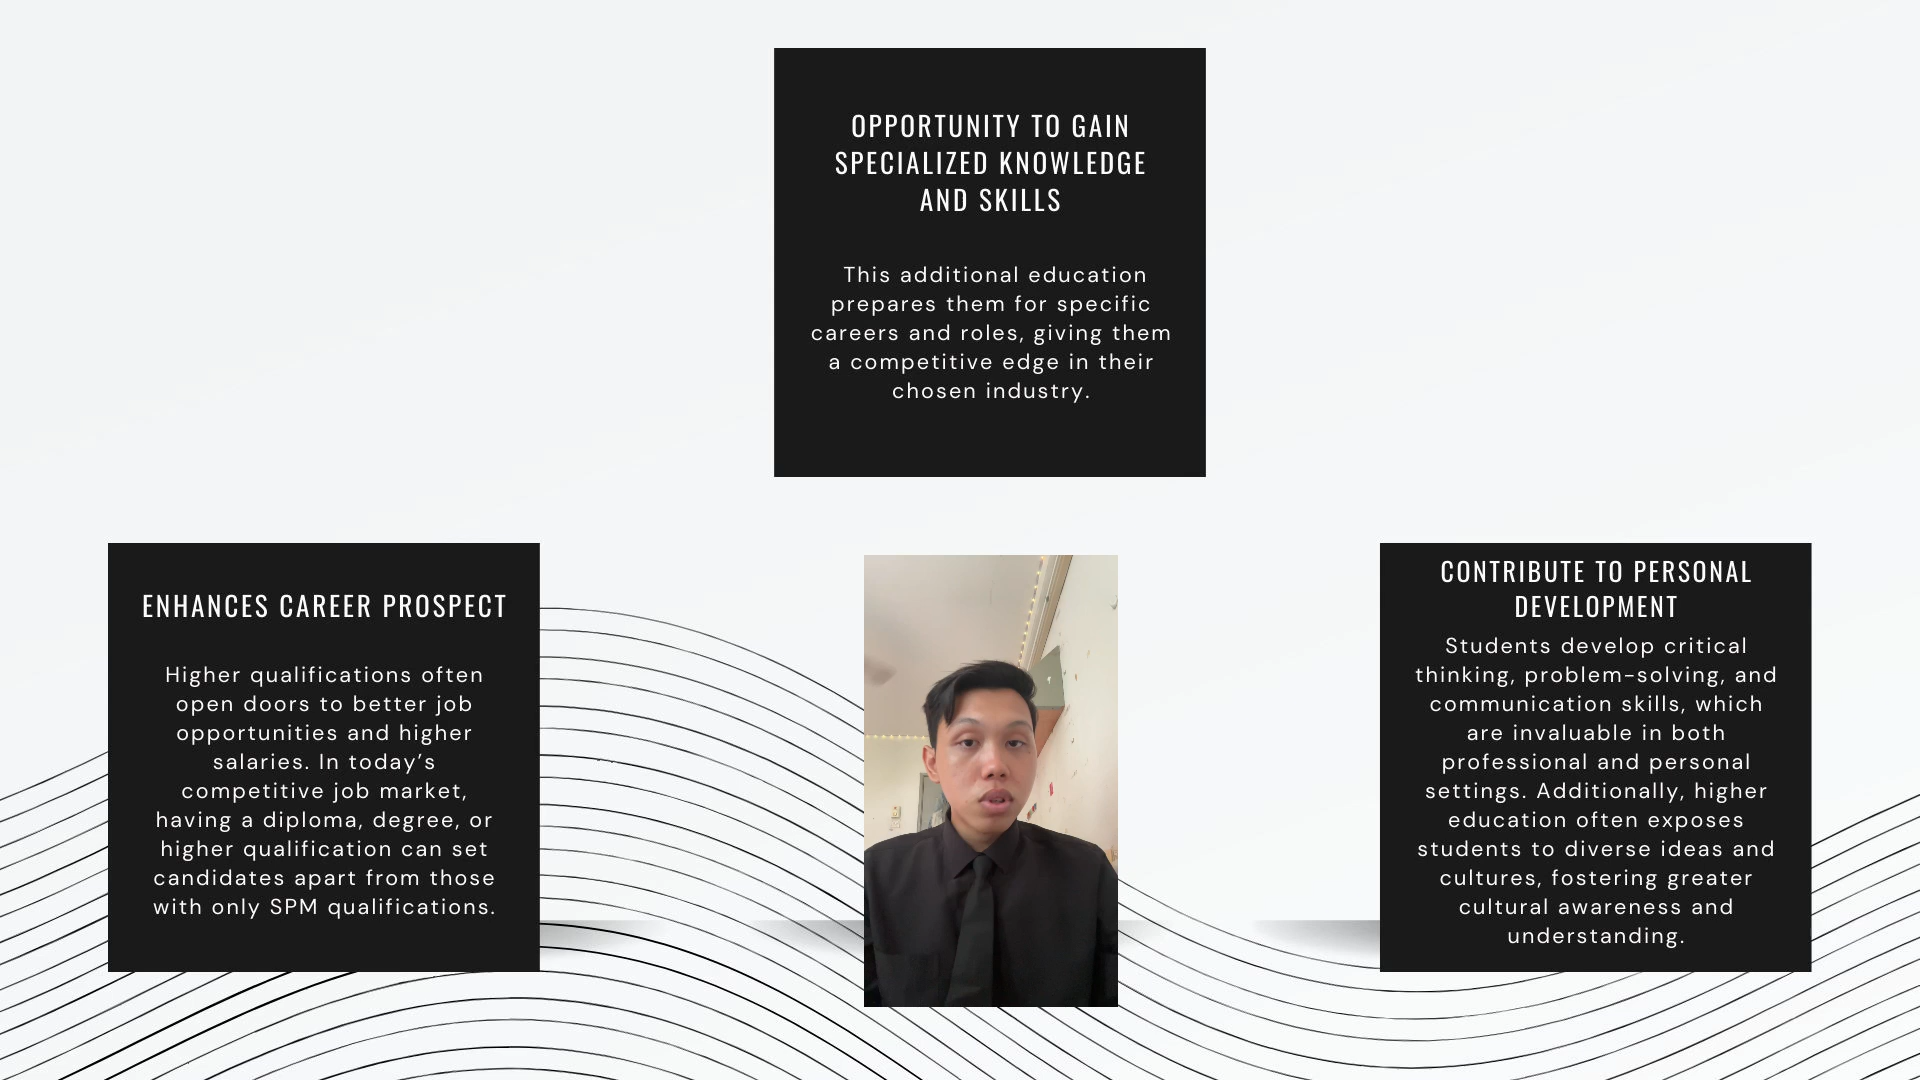 OPPORTUNITY TO GAIN
SPECIALIZED KNOWLEDGE
AND SKILLS
This additional education
prepares them for specific
careers and roles, giving them
a competitive edge in their
chosen industry.
ENHANCES CAREER PROSPECT
Higher qualifications often
open doors to better job
opportunities and higher
salaries. In today’s
competitive job market,
having a diploma, degree, or
higher qualification can set
candidates apart from those
with only SPM qualifications.
CONTRIBUTE TO PERSONAL
DEVELOPMENT
Students develop critical
thinking, problem-solving, and
communication skills, which
are invaluable in both
professional and personal
settings. Additionally, higher
education often exposes
students to diverse ideas and
cultures, fostering greater
cultural awareness and
understanding.